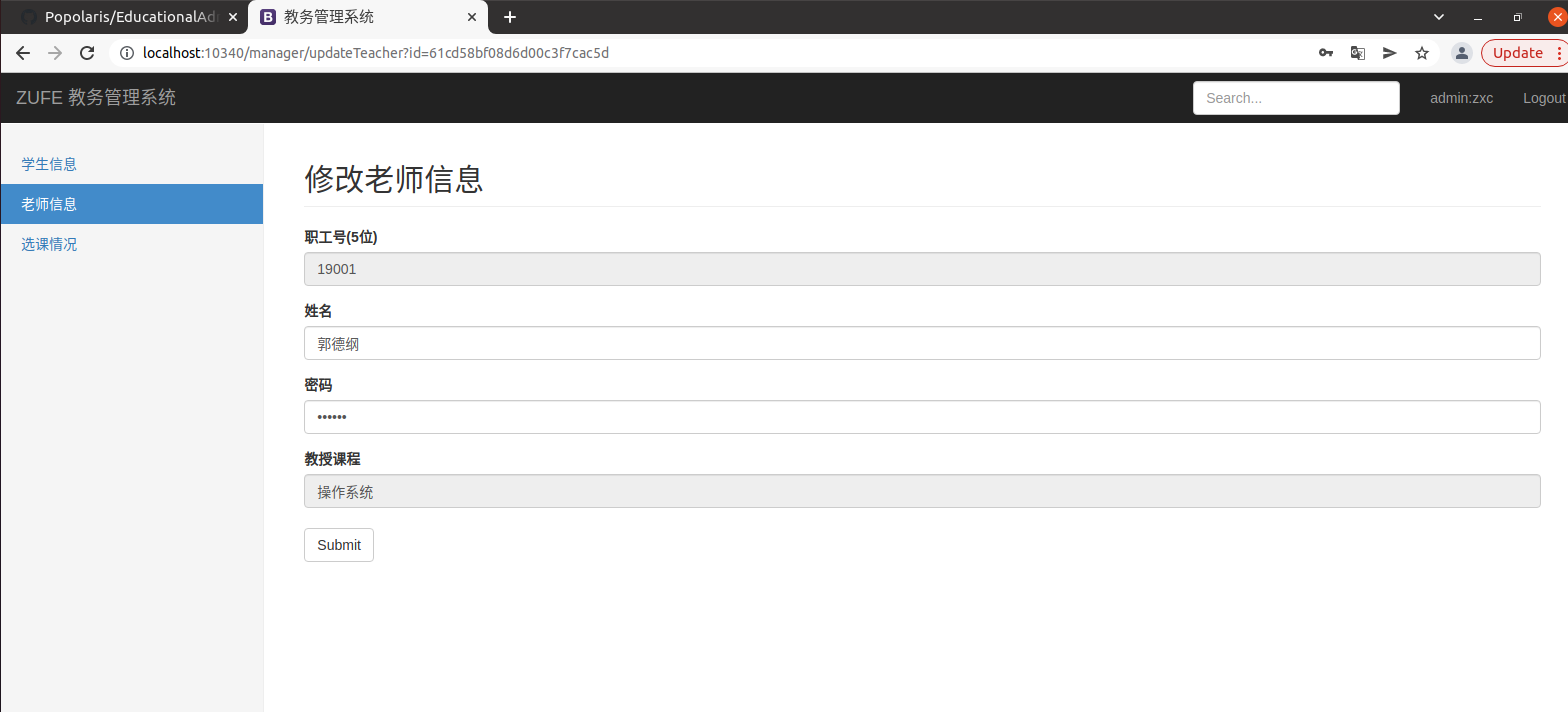 Popolaris/EducationalAd
教务管理系统
localhost:10340/manager/updateTeacher?id=61cd58bf08d6d00c3f7cac5d
Update
ZUFE 教务管理系统
Search...
admin:zxc
Logout
学生信息
老师信息
选课情况
修改老师信息
职工号(5位)
19001
姓名
郭德纲
密码
••••••
教授课程
操作系统
Submit